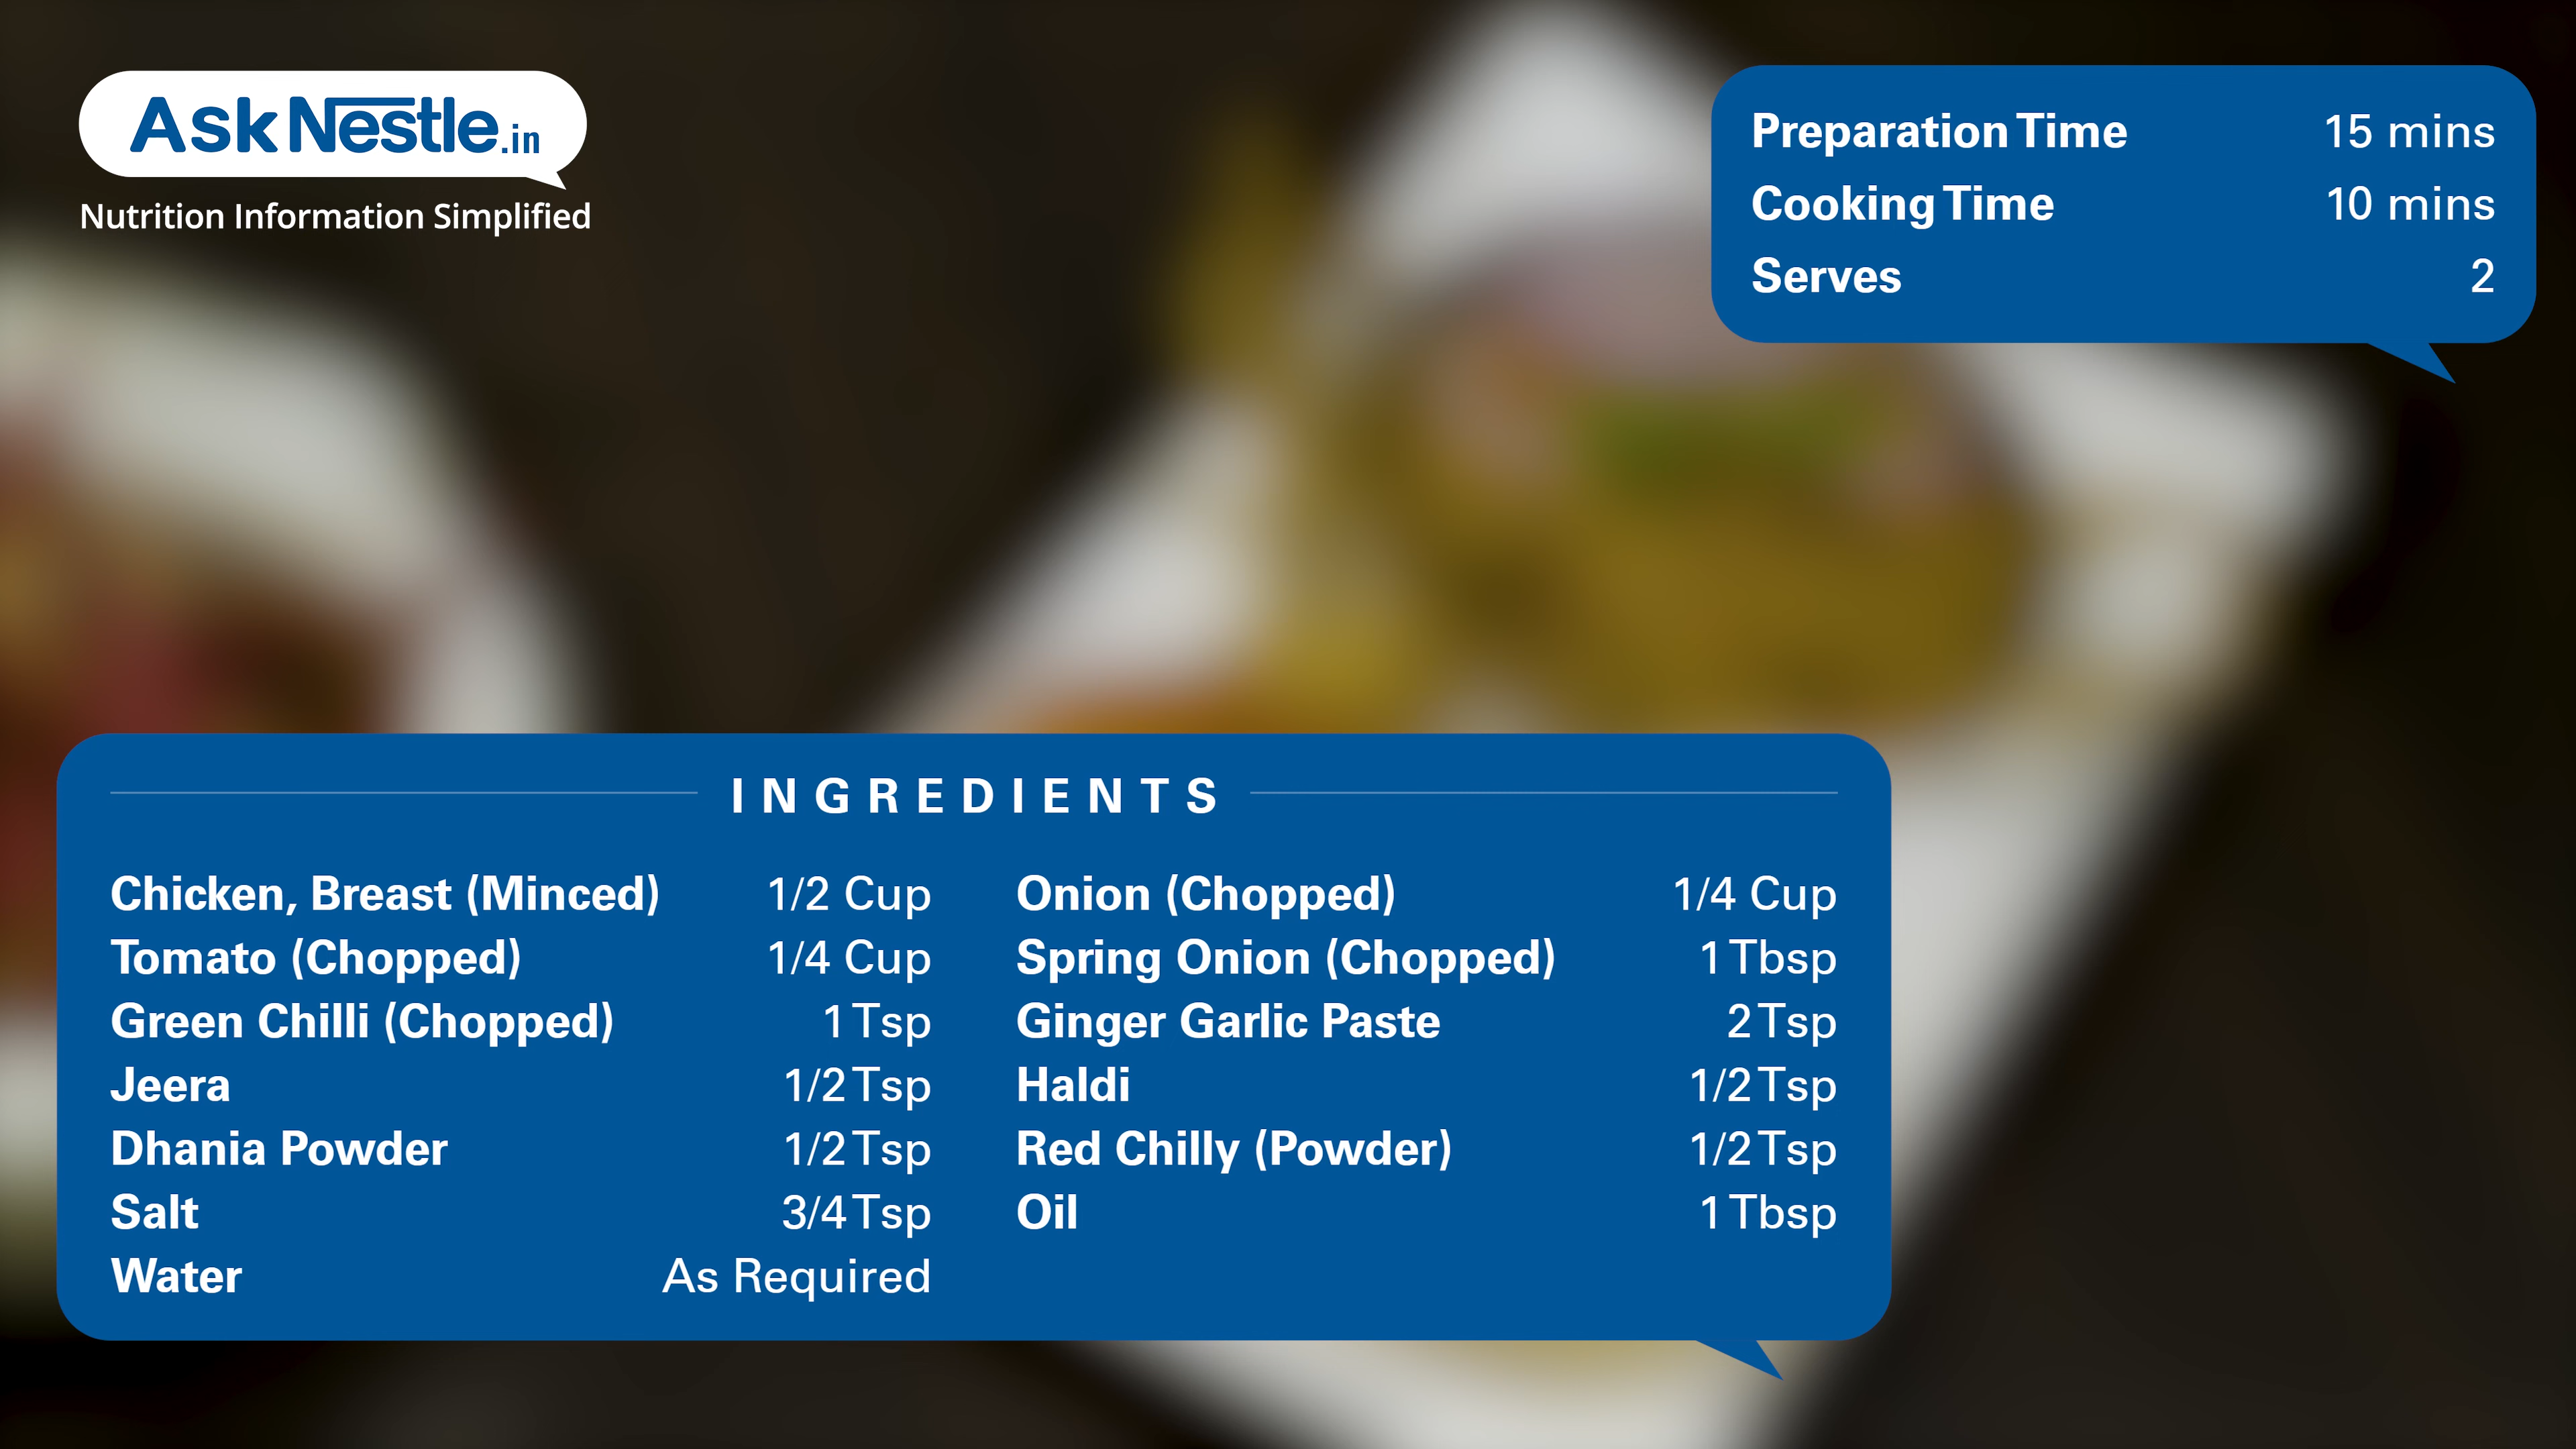 AskNestle.in
Nutrition Information Simplified
Preparation Time 15 mins
Cooking Time 10 mins
Serves 2
INGREDIENTS
Chicken, Breast (Minced) 1/2 Cup
Tomato (Chopped) 1/4 Cup
Green Chilli (Chopped) 1 Tsp
Jeera 1/2 Tsp
Dhania Powder 1/2 Tsp
Salt 3/4 Tsp
Water As Required
Onion (Chopped) 1/4 Cup
Spring Onion (Chopped) 1 Tbsp
Ginger Garlic Paste 2 Tsp
Haldi 1/2 Tsp
Red Chilly (Powder) 1/2 Tsp
Oil 1 Tbsp